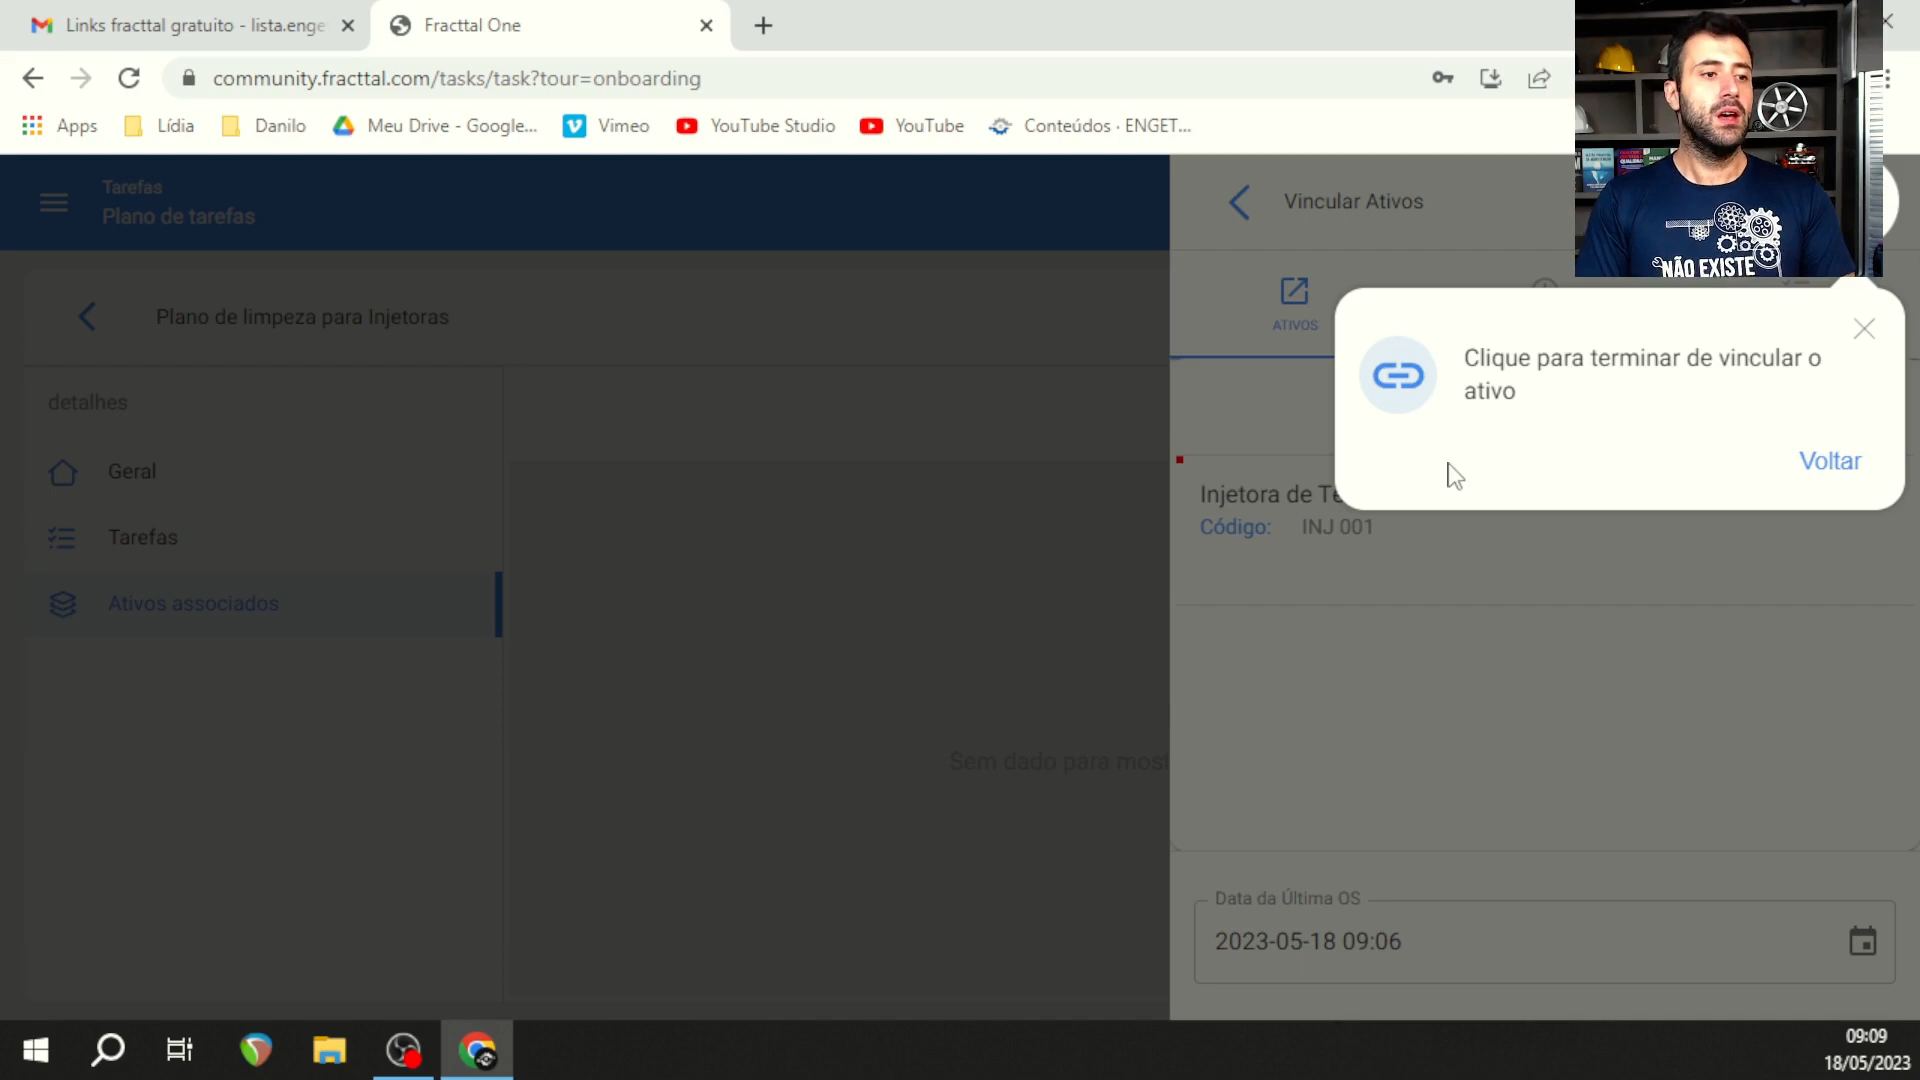 Links fracttal gratuito - lista.enge
Fracttal One
community.fracttal.com/tasks/task?tour=onboarding
Apps
Lídia
Danilo
Meu Drive - Google...
Vimeo
YouTube Studio
YouTube
Conteúdos · ENGET...
Tarefas
Plano de tarefas
Vincular Ativos
NÃO EXISTE
Plano de limpeza para Injetoras
ATIVOS
Clique para terminar de vincular o
ativo
Voltar
detalhes
Geral
Tarefas
Ativos associados
Injetora de
Código: INJ 001
Sem dado para
Data da Última OS
2023-05-18 09:06
09:09
18/05/2023